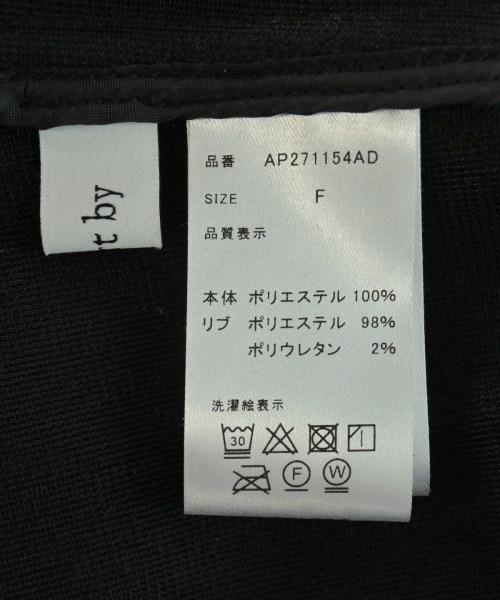 品番 AP271154AD
SIZE F
品質表示
本体 ポリエステル 100%
リブ ポリエステル 98%
ポリウレタン 2%
洗濯絵表示
30
F W
by